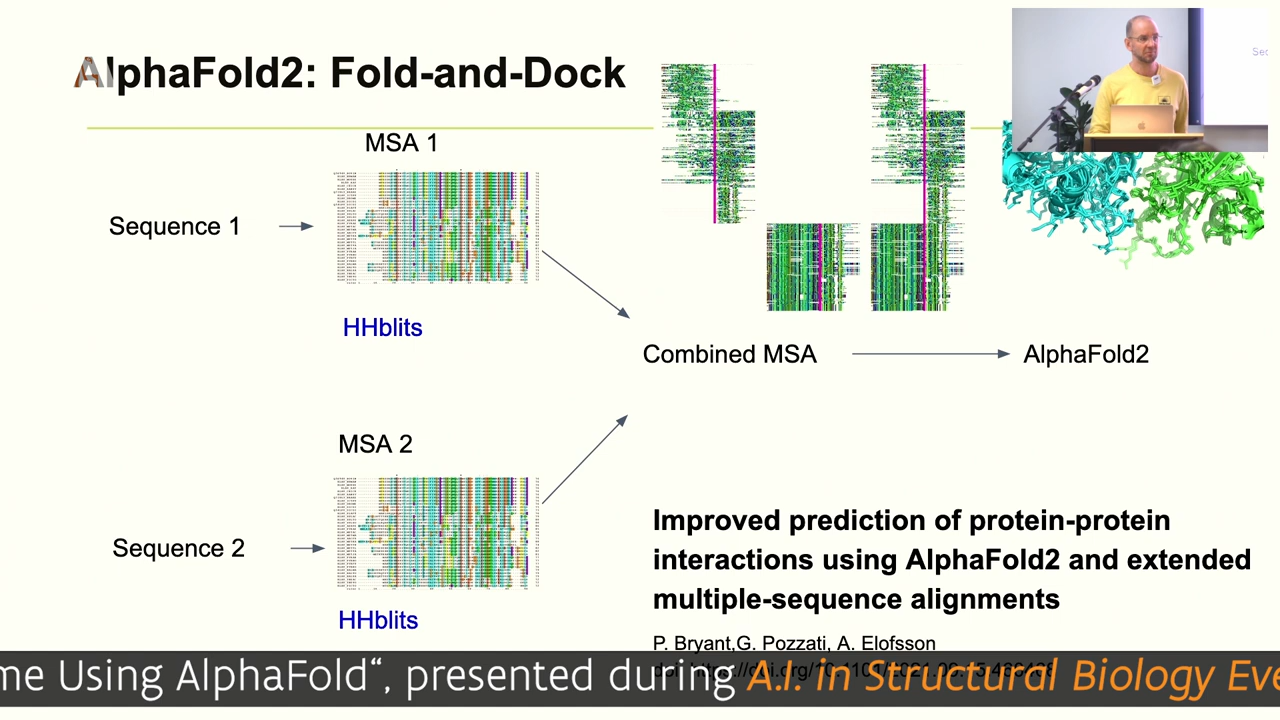 AlphaFold2: Fold-and-Dock
MSA 1
Sequence 1
HHblits
Combined MSA
AlphaFold2
MSA 2
Sequence 2
HHblits
Improved prediction of protein-protein
interactions using AlphaFold2 and extended
multiple-sequence alignments
P. Bryant,G. Pozzati, A. Elofsson
me Using AlphaFold“, presented during A.I. in Structural Biology Eve
Sec